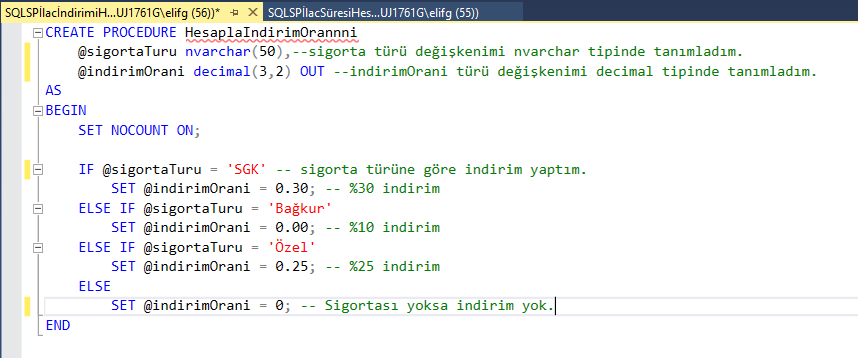 SQLSPİlacİndirimiH...UJ1761G\elifg (56))* SQLSPİlacSüresiHes...UJ1761G\elifg (55))
CREATE PROCEDURE HesaplaIndirimOrannni
@sigortaTuru nvarchar(50),--sigorta türü değişkenimi nvarchar tipinde tanımladım.
@indirimOrani decimal(3,2) OUT --indirimOrani türü değişkenimi decimal tipinde tanımladım.
AS
BEGIN
SET NOCOUNT ON;
IF @sigortaTuru = 'SGK' -- sigorta türüne göre indirim yaptım.
SET @indirimOrani = 0.30; -- %30 indirim
ELSE IF @sigortaTuru = 'Bağkur'
SET @indirimOrani = 0.00; -- %10 indirim
ELSE IF @sigortaTuru = 'Özel'
SET @indirimOrani = 0.25; -- %25 indirim
ELSE
SET @indirimOrani = 0; -- Sigortası yoksa indirim yok.
END